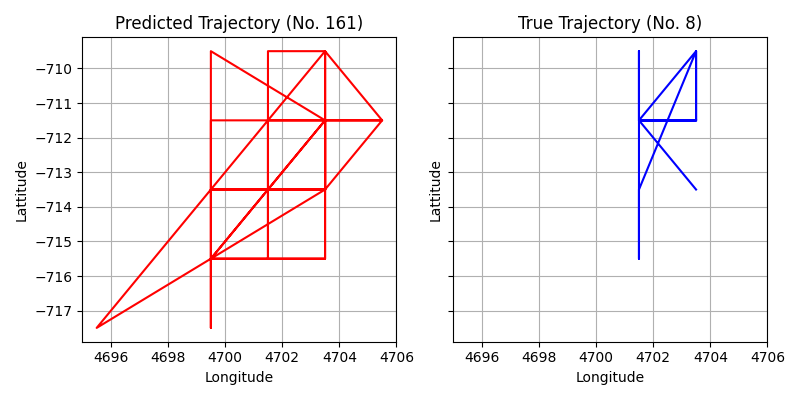 Predicted Trajectory (No. 161)
True Trajectory (No. 8)
−710
−711
−712
−713
−714
−715
−716
−717
Lattitude
Lattitude
4696 4698 4700 4702 4704 4706
4696 4698 4700 4702 4704 4706
Longitude
Longitude